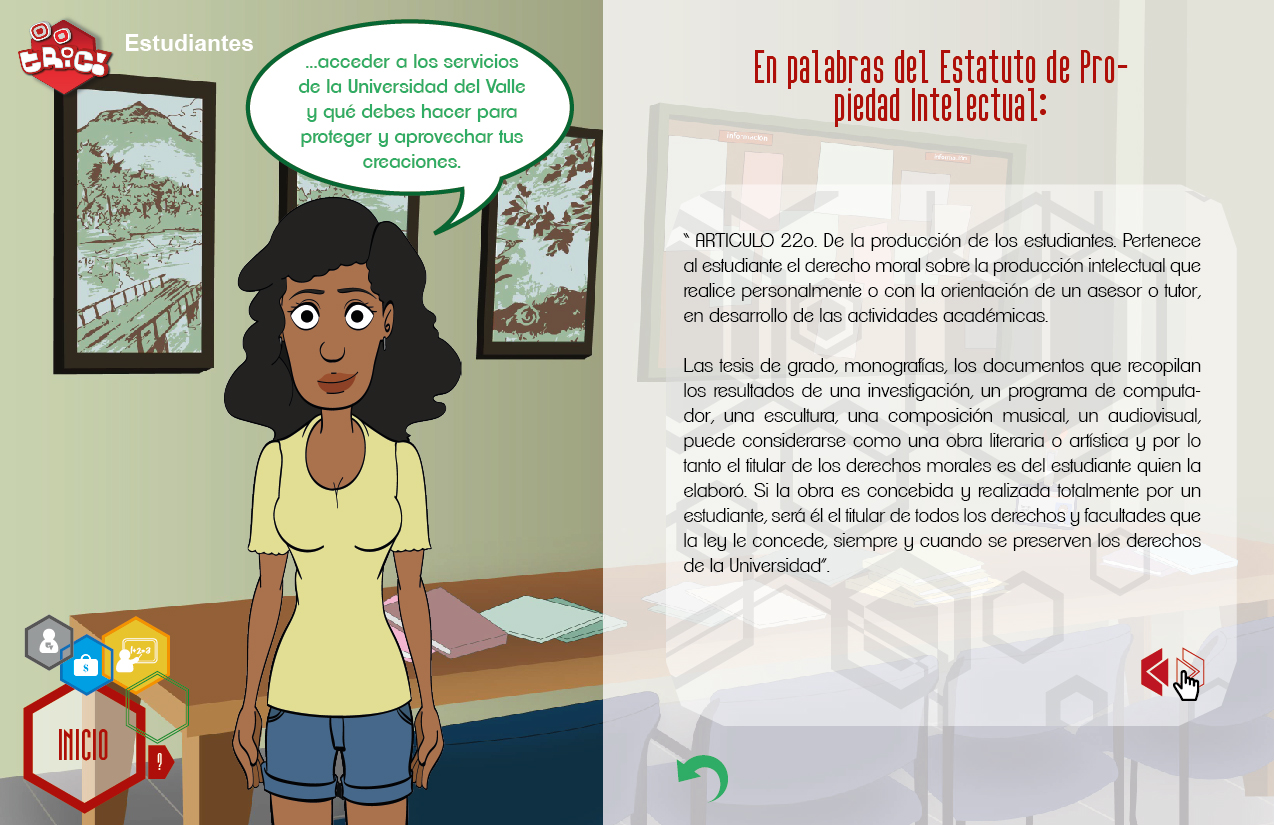 tRic!
Estudiantes
...acceder a los servicios
de la Universidad del Valle
y qué debes hacer para
proteger y aprovechar tus
creaciones.
En palabras del Estatuto de Pro-
piedad Intelectual:
información
información
“ ARTICULO 22o. De la producción de los estudiantes. Pertenece
al estudiante el derecho moral sobre la producción intelectual que
realice personalmente o con la orientación de un asesor o tutor,
en desarrollo de las actividades académicas.
Las tesis de grado, monografías, los documentos que recopilan
los resultados de una investigación, un programa de computa-
dor, una escultura, una composición musical, un audiovisual,
puede considerarse como una obra literaria o artística y por lo
tanto el titular de los derechos morales es del estudiante quien la
elaboró. Si la obra es concebida y realizada totalmente por un
estudiante, será él el titular de todos los derechos y facultades que
la ley le concede, siempre y cuando se preserven los derechos
de la Universidad”.
1+2=3
$
INICIO
?